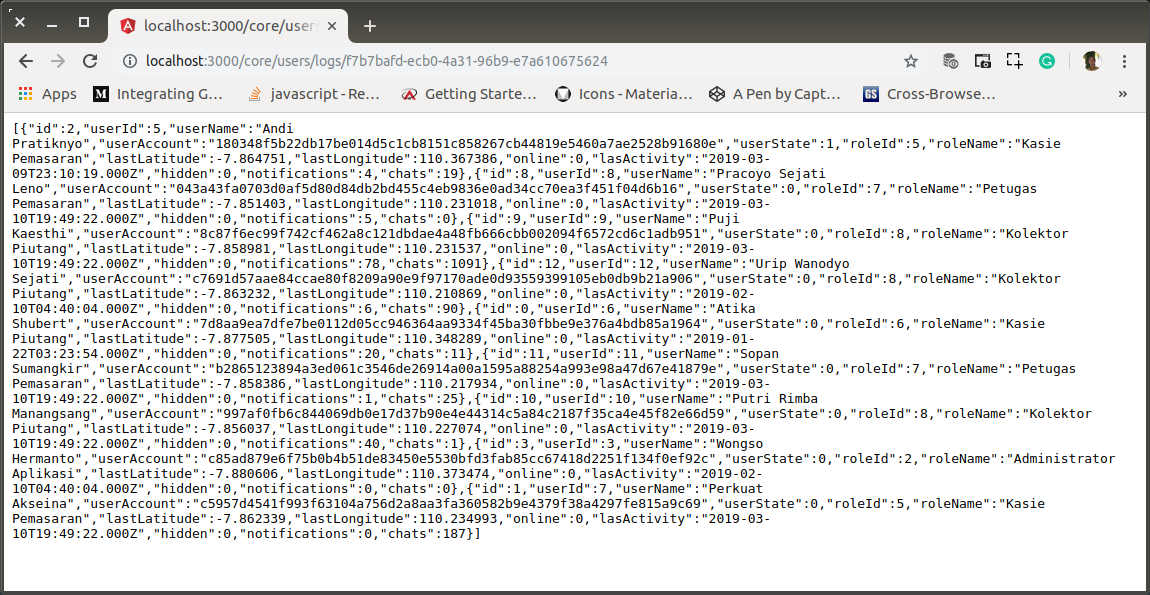 localhost:3000/core/users
localhost:3000/core/users/logs/f7b7bafd-ecb0-4a31-96b9-e7a610675624
Apps M Integrating G... javascript - Re... Getting Starte... Icons - Materia... A Pen by Capt... GS Cross-Browse... »
[{"id":2,"userId":5,"userName":"Andi
Pratiknyo","userAccount":"180348f5b22db17be014d5c1cb8151c858267cb44819e5460a7ae2528b91680e","userState":1,"roleId":5,"roleName":"Kasie
Pemasaran","lastLatitude":-7.864751,"lastLongitude":110.367386,"online":0,"lasActivity":"2019-03-
09T23:10:19.000Z","hidden":0,"notifications":4,"chats":19},{"id":8,"userId":8,"userName":"Pracoyo Sejati
Leno","userAccount":"043a43fa0703d0af5d80d84db2bd455c4eb9836e0ad34cc70ea3f451f04d6b16","userState":0,"roleId":7,"roleName":"Petugas
Pemasaran","lastLatitude":-7.851403,"lastLongitude":110.231018,"online":0,"lasActivity":"2019-03-
10T19:49:22.000Z","hidden":0,"notifications":5,"chats":0},{"id":9,"userId":9,"userName":"Puji
Kaesthi","userAccount":"8c87f6ec99f742cf462a8c121dbdae4a48fb666cbb002094f6572cd6c1adb951","userState":0,"roleId":8,"roleName":"Kolektor
Piutang","lastLatitude":-7.858981,"lastLongitude":110.231537,"online":0,"lasActivity":"2019-03-
10T19:49:22.000Z","hidden":0,"notifications":78,"chats":1091},{"id":12,"userId":12,"userName":"Urip Wanodyo
Sejati","userAccount":"c7691d57aae84ccae80f8209a90e9f97170ade0d93559399105eb0db9b21a906","userState":0,"roleId":8,"roleName":"Kolektor
Piutang","lastLatitude":-7.863232,"lastLongitude":110.210869,"online":0,"lasActivity":"2019-02-
10T04:40:04.000Z","hidden":0,"notifications":6,"chats":90},{"id":0,"userId":6,"userName":"Atika
Shubert","userAccount":"7d8aa9ea7dfe7be0112d05cc946364aa9334f45ba30fbbe9e376a4bdb85a1964","userState":0,"roleId":6,"roleName":"Kasie
Piutang","lastLatitude":-7.877505,"lastLongitude":110.348289,"online":0,"lasActivity":"2019-01-
22T03:23:54.000Z","hidden":0,"notifications":20,"chats":11},{"id":11,"userId":11,"userName":"Sopan
Sumangkir","userAccount":"b2865123894a3ed061c3546de26914a00a1595a88254a993e98a47d67e41879e","userState":0,"roleId":7,"roleName":"Petugas
Pemasaran","lastLatitude":-7.858386,"lastLongitude":110.217934,"online":0,"lasActivity":"2019-03-
10T19:49:22.000Z","hidden":0,"notifications":1,"chats":25},{"id":10,"userId":10,"userName":"Putri Rimba
Manangsang","userAccount":"997af0fb6c844069db0e17d37b90e4e44314c5a84c2187f35ca4e45f82e66d59","userState":0,"roleId":8,"roleName":"Kolektor
Piutang","lastLatitude":-7.856037,"lastLongitude":110.227074,"online":0,"lasActivity":"2019-03-
10T19:49:22.000Z","hidden":0,"notifications":40,"chats":1},{"id":3,"userId":3,"userName":"Wongso
Hermanto","userAccount":"c85ad879e6f75b0b4b51de83450e5530bfd3fab85cc67418d2251f134f0ef92c","userState":0,"roleId":2,"roleName":"Administrator
Aplikasi","lastLatitude":-7.880606,"lastLongitude":110.373474,"online":0,"lasActivity":"2019-02-
10T04:40:04.000Z","hidden":0,"notifications":0,"chats":0},{"id":1,"userId":7,"userName":"Perkuat
Akseina","userAccount":"c5957d4541f993f63104a756d2a8aa3fa360582b9e4379f38a4297fe815a9c69","userState":0,"roleId":5,"roleName":"Kasie
Pemasaran","lastLatitude":-7.862339,"lastLongitude":110.234993,"online":0,"lasActivity":"2019-03-
10T19:49:22.000Z","hidden":0,"notifications":0,"chats":187}]